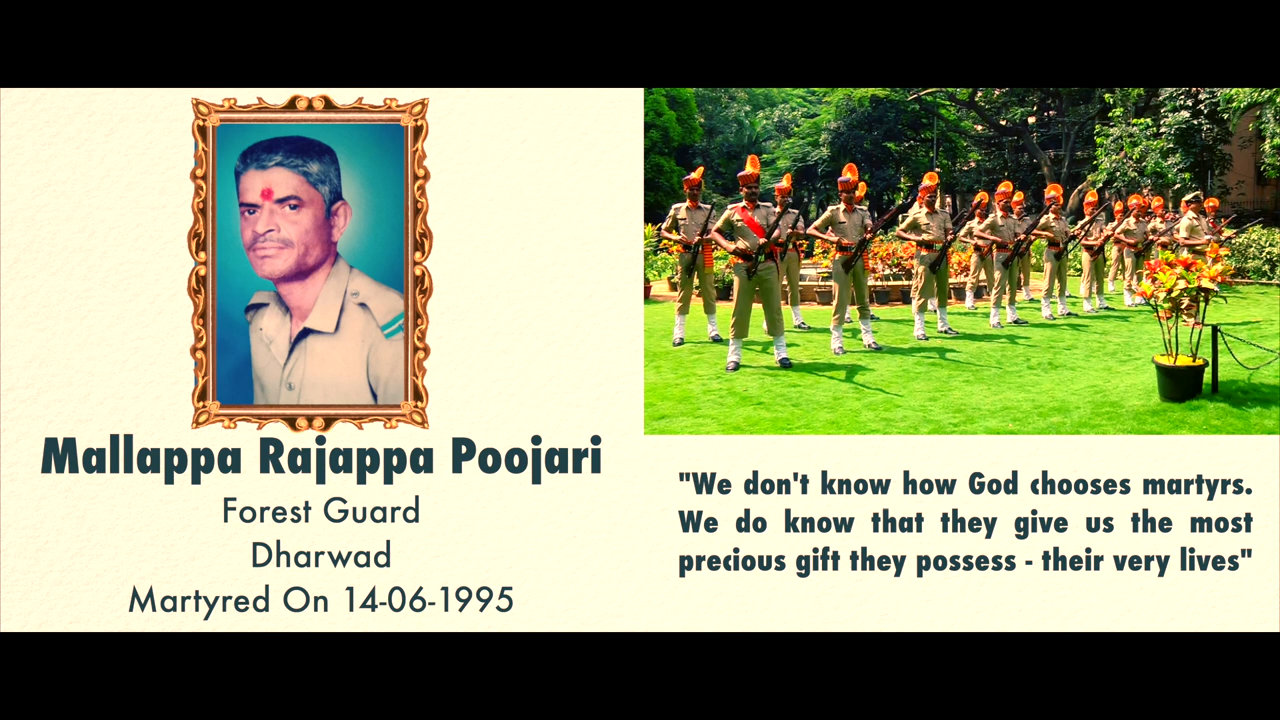 Mallappa Rajappa Poojari
Forest Guard
Dharwad
Martyred On 14-06-1995
"We don't know how God chooses martyrs.
We do know that they give us the most
precious gift they possess - their very lives"